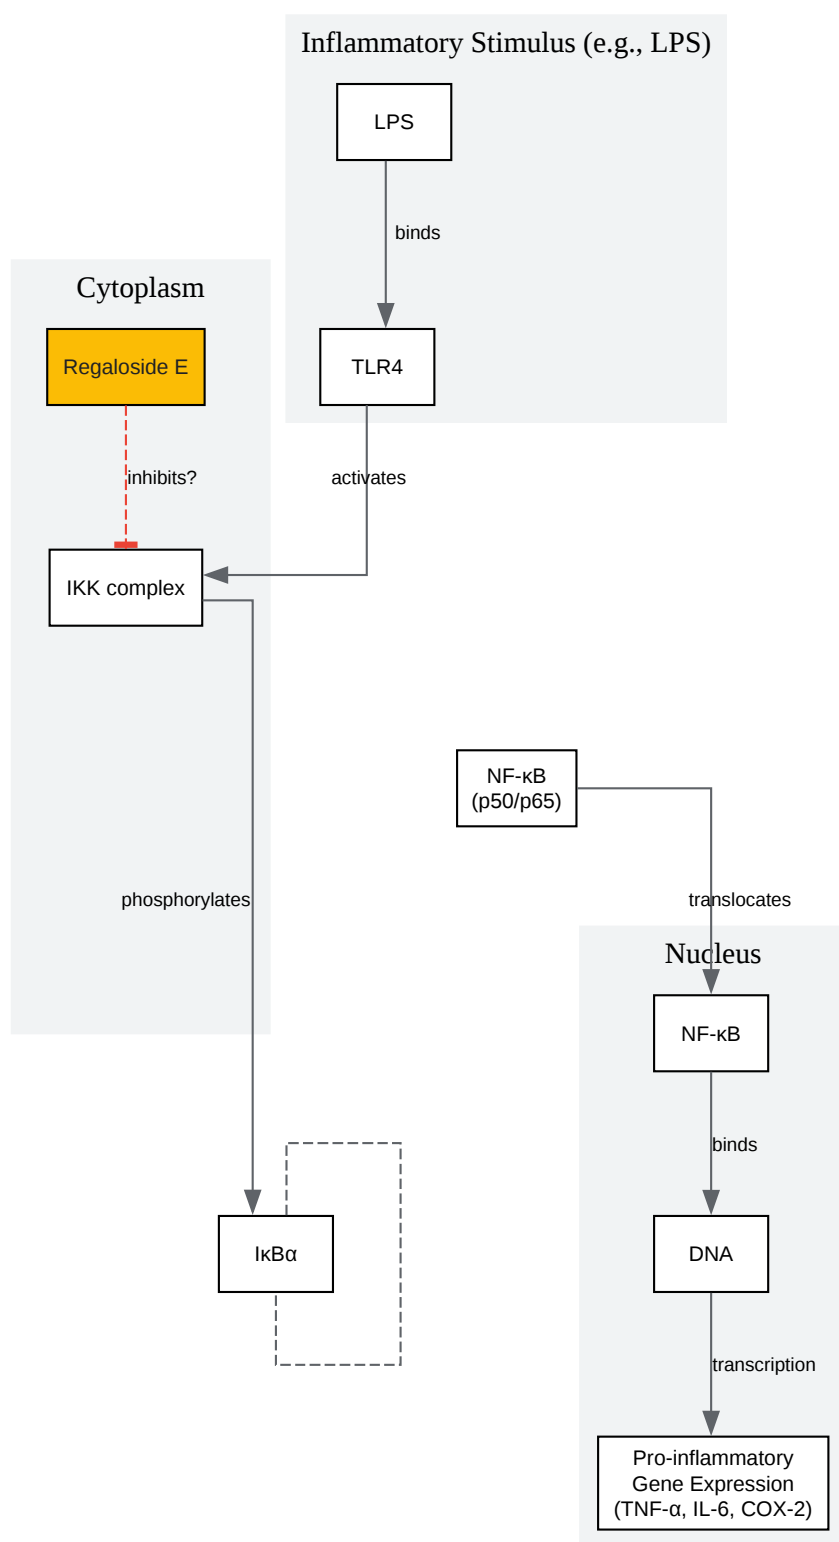 Inflammatory Stimulus (e.g., LPS)
LPS
binds
Cytoplasm
Regaloside E
TLR4
inhibits?
activates
IKK complex
NF-κB
(p50/p65)
phosphorylates
translocates
Nucleus
NF-κB
binds
IκBα
DNA
transcription
Pro-inflammatory
Gene Expression
(TNF-α, IL-6, COX-2)